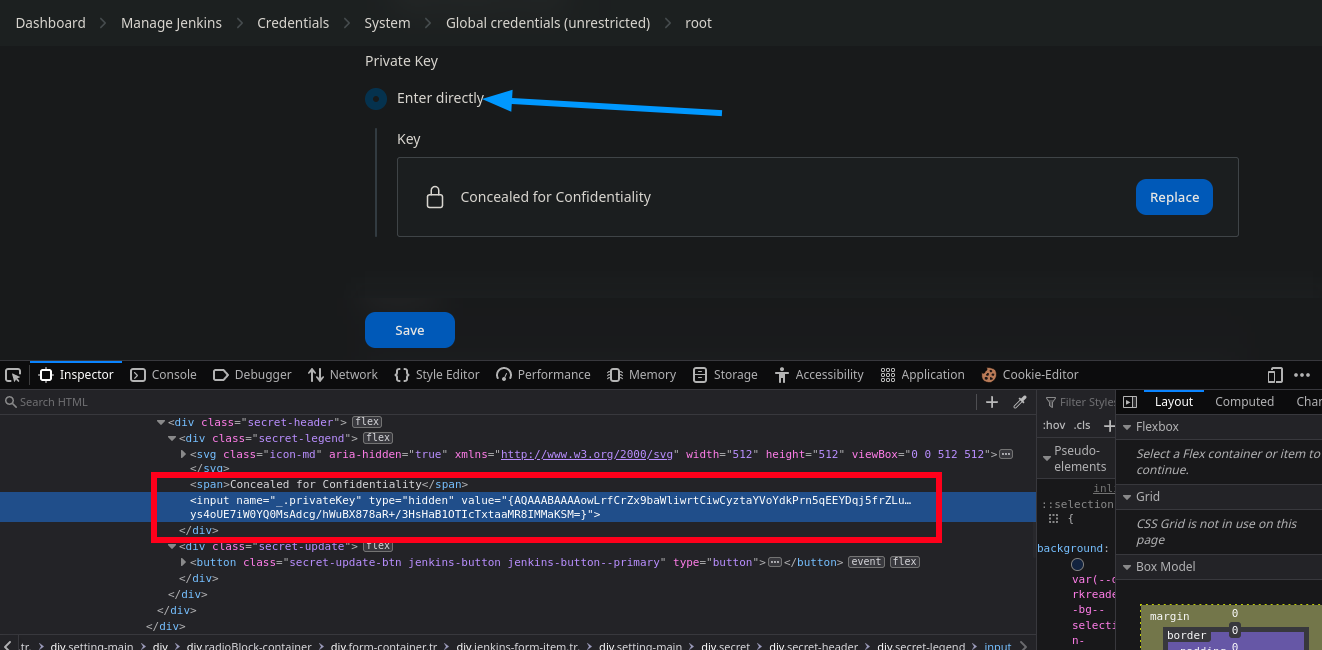 Dashboard > Manage Jenkins > Credentials > System > Global credentials (unrestricted) > root
Private Key
Enter directly
Key
Concealed for Confidentiality
Replace
Save
Inspector Console Debugger Network Style Editor Performance Memory Storage Accessibility Application Cookie-Editor
Search HTML
Filter Styles
Layout Computed Char
<div class="secret-header"> flex
<div class="secret-legend"> flex
<svg class="icon-md" aria-hidden="true" xmlns="http://www.w3.org/2000/svg" width="512" height="512" viewBox="0 0 512 512">
</svg>
<span>Concealed for Confidentiality</span>
<input name="_.privateKey" type="hidden" value="{AQAAABAAAAowLrfCrZx9baWliwrtCiwCyztaYVoYdkPrn5qEEYDqj5frZLu…
ys4oUE7iW0YQ0MsAdcg/hWuBX878aR+/3HsHaB1OTIcTxtaaMR8IMMaKSM=}">
</div>
<div class="secret-update"> flex
<button class="secret-update-btn jenkins-button jenkins-button--primary" type="button"></button> event flex
</div>
</div>
</div>
</div>
tr. > div.setting-main > div > div.radioBlock-container > div.form-container.tr > div.jenkins-form-item.tr > div.setting-main > div.secret > div.secret-header > div.secret-legend > input
:hov .cls +
Pseudo-
elements
inl
::selection
{
background:
var(--d
rkreade
-bg--
selecti
n-
Flexbox
Select a Flex container or item to
continue.
Grid
CSS Grid is not in use on this
page
Box Model
margin 0
border 0
padding 0